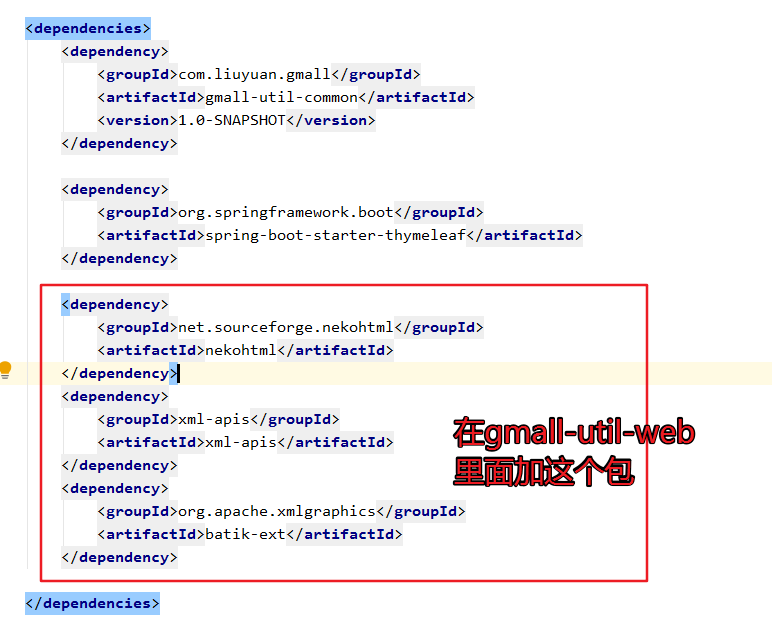 <dependencies>
<dependency>
<groupId>com.liuyuan.gmall</groupId>
<artifactId>gmall-util-common</artifactId>
<version>1.0-SNAPSHOT</version>
</dependency>
<dependency>
<groupId>org.springframework.boot</groupId>
<artifactId>spring-boot-starter-thymeleaf</artifactId>
</dependency>
<dependency>
<groupId>net.sourceforge.nekohtml</groupId>
<artifactId>nekohtml</artifactId>
</dependency>
<dependency>
<groupId>xml-apis</groupId>
<artifactId>xml-apis</artifactId>
</dependency>
<dependency>
<groupId>org.apache.xmlgraphics</groupId>
<artifactId>batik-ext</artifactId>
</dependency>
在gmall-util-web
里面加这个包
</dependencies>